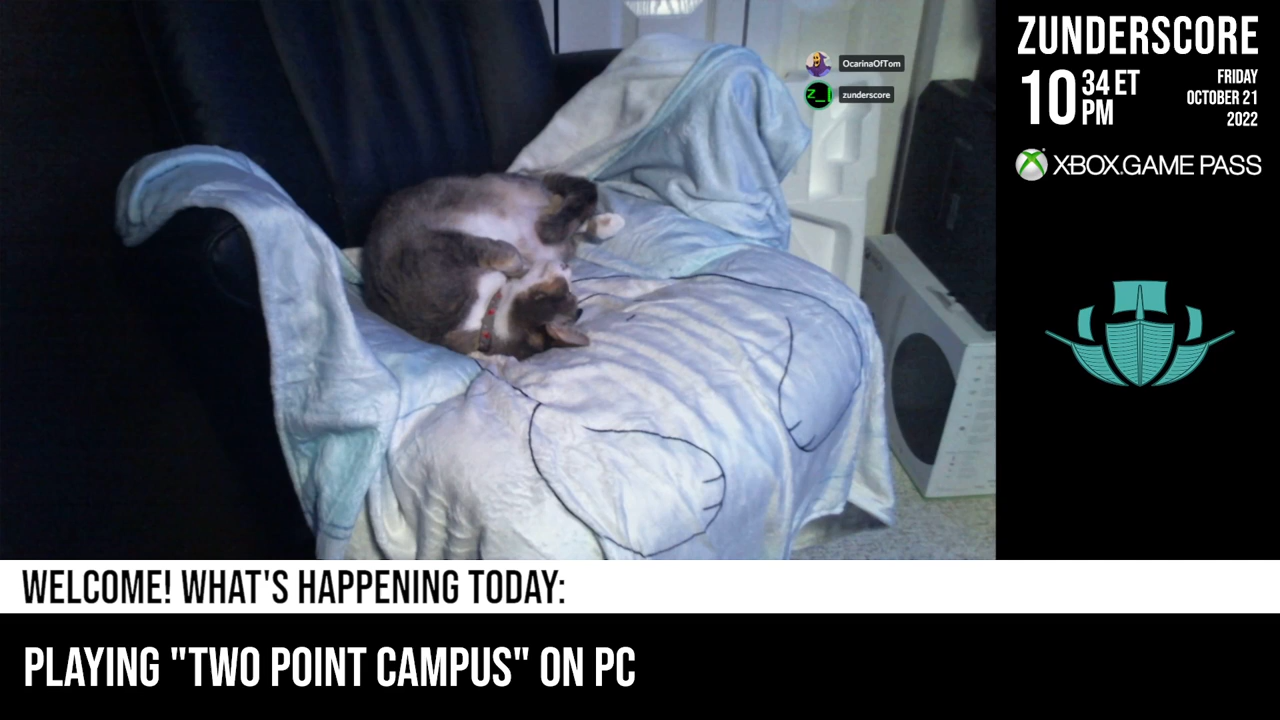 OcarinaOfTom
zunderscore
ZUNDERSCORE
10 34 ET
PM
FRIDAY
OCTOBER 21
2022
XBOX GAME PASS
WELCOME! WHAT'S HAPPENING TODAY:
PLAYING "TWO POINT CAMPUS" ON PC